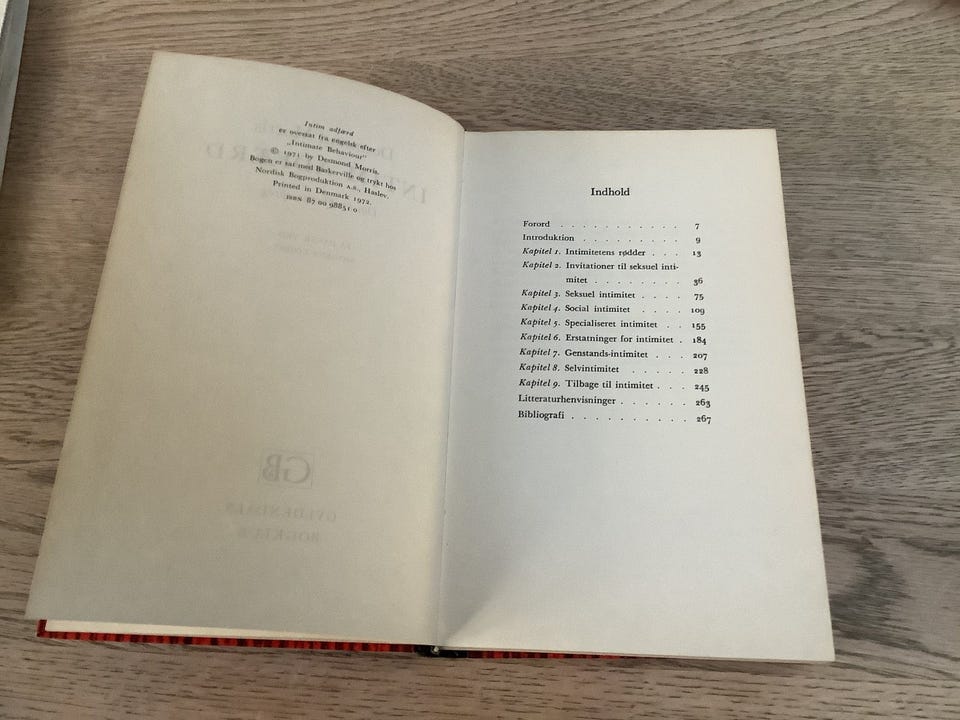 Intim adfærd
er oversat fra engelsk efter
„Intimate Behaviour"
© 1971 by Desmond Morris.
Bogen er sat med Baskerville og trykt hos
Nordisk Bogproduktion A.S., Haslev.
Printed in Denmark 1972.
ISBN 87 00 98851 0
GB
GYLDENDALS
BOGKLUB
Indhold
Forord . . . . . . . . . . . 7
Introduktion . . . . . . . . . 9
Kapitel 1. Intimitetens rødder . . . 13
Kapitel 2. Invitationer til seksuel inti-
mitet . . . . . . . . 36
Kapitel 3. Seksuel intimitet . . . . 75
Kapitel 4. Social intimitet . . . . 109
Kapitel 5. Specialiseret intimitet . . 155
Kapitel 6. Erstatninger for intimitet . 184
Kapitel 7. Genstands-intimitet . . . 207
Kapitel 8. Selvintimitet . . . . . 228
Kapitel 9. Tilbage til intimitet . . . 245
Litteraturhenvisninger . . . . . . 263
Bibliografi . . . . . . . . . . 267